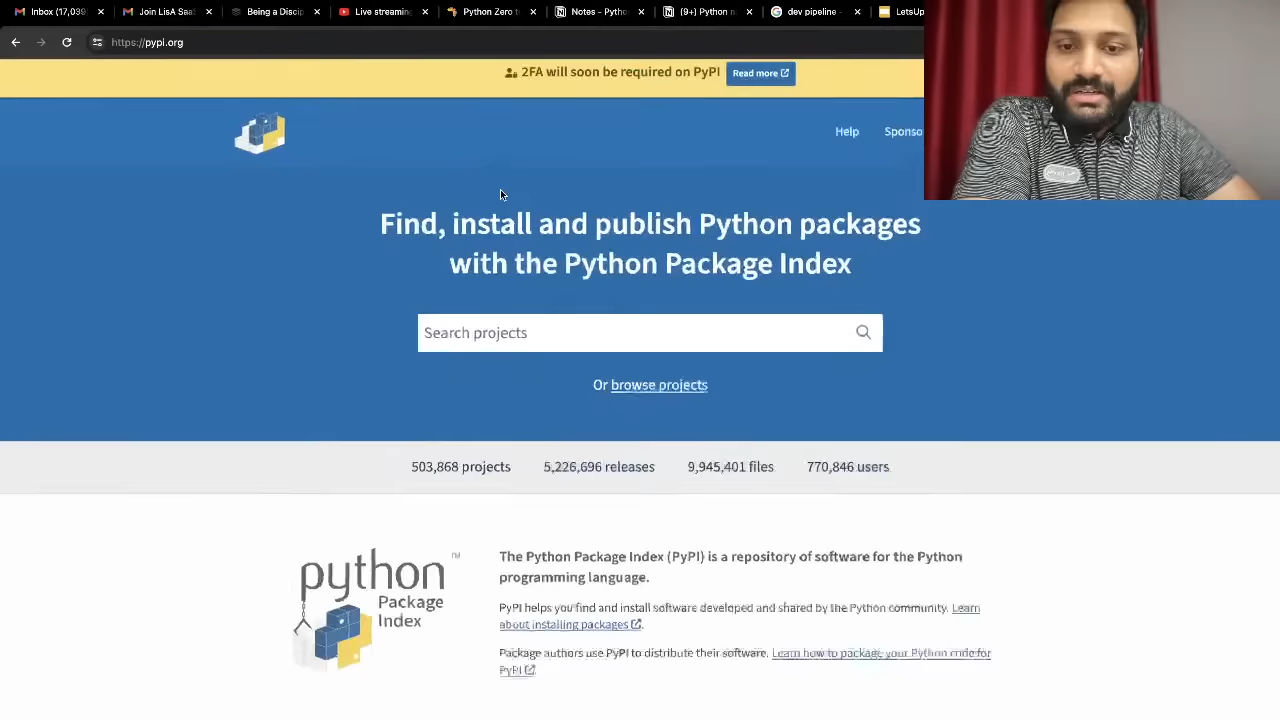 Inbox (17,039)
Join LisA Saa
Being a Discip
Live streaming
Python Zero t
Notes - Pytho
(9+) Python n
dev pipeline -
LetsUp
https://pypi.org
2FA will soon be required on PyPI Read more
Help Sponso
Find, install and publish Python packages
with the Python Package Index
Search projects
Or browse projects
503,868 projects 5,226,696 releases 9,945,401 files 770,846 users
python
Package
Index
TM
The Python Package Index (PyPI) is a repository of software for the Python
programming language.
PyPI helps you find and install software developed and shared by the Python community. Learn
about installing packages
Package authors use PyPI to distribute their software. Learn how to package your Python code for
PyPI